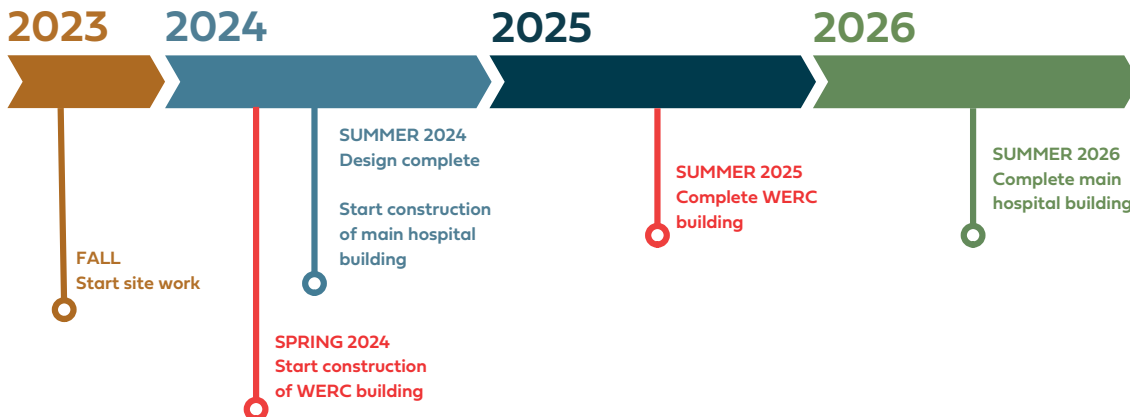 2023
2024
2025
2026
FALL
Start site work
SPRING 2024
Start construction
of WERC building
SUMMER 2024
Design complete
Start construction
of main hospital
building
SUMMER 2025
Complete WERC
building
SUMMER 2026
Complete main
hospital building